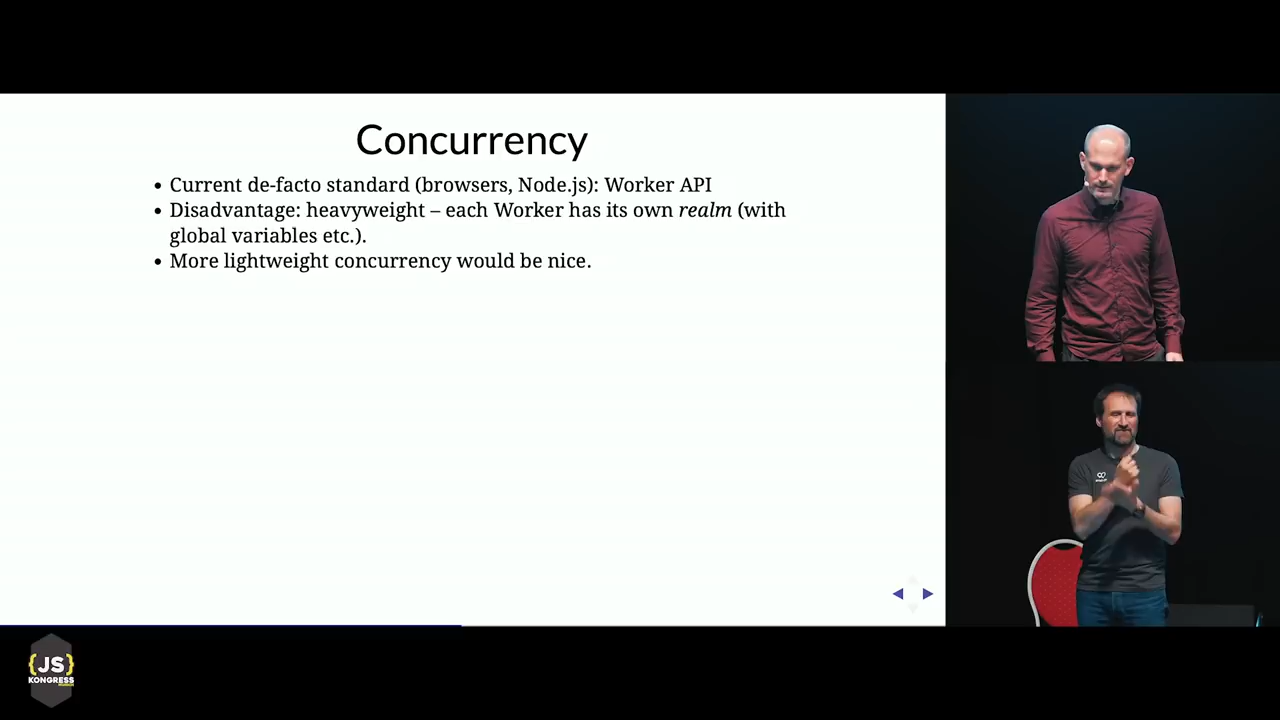 Concurrency
• Current de-facto standard (browsers, Node.js): Worker API
• Disadvantage: heavyweight – each Worker has its own realm (with
global variables etc.).
• More lightweight concurrency would be nice.
{JS}
KONGRESS